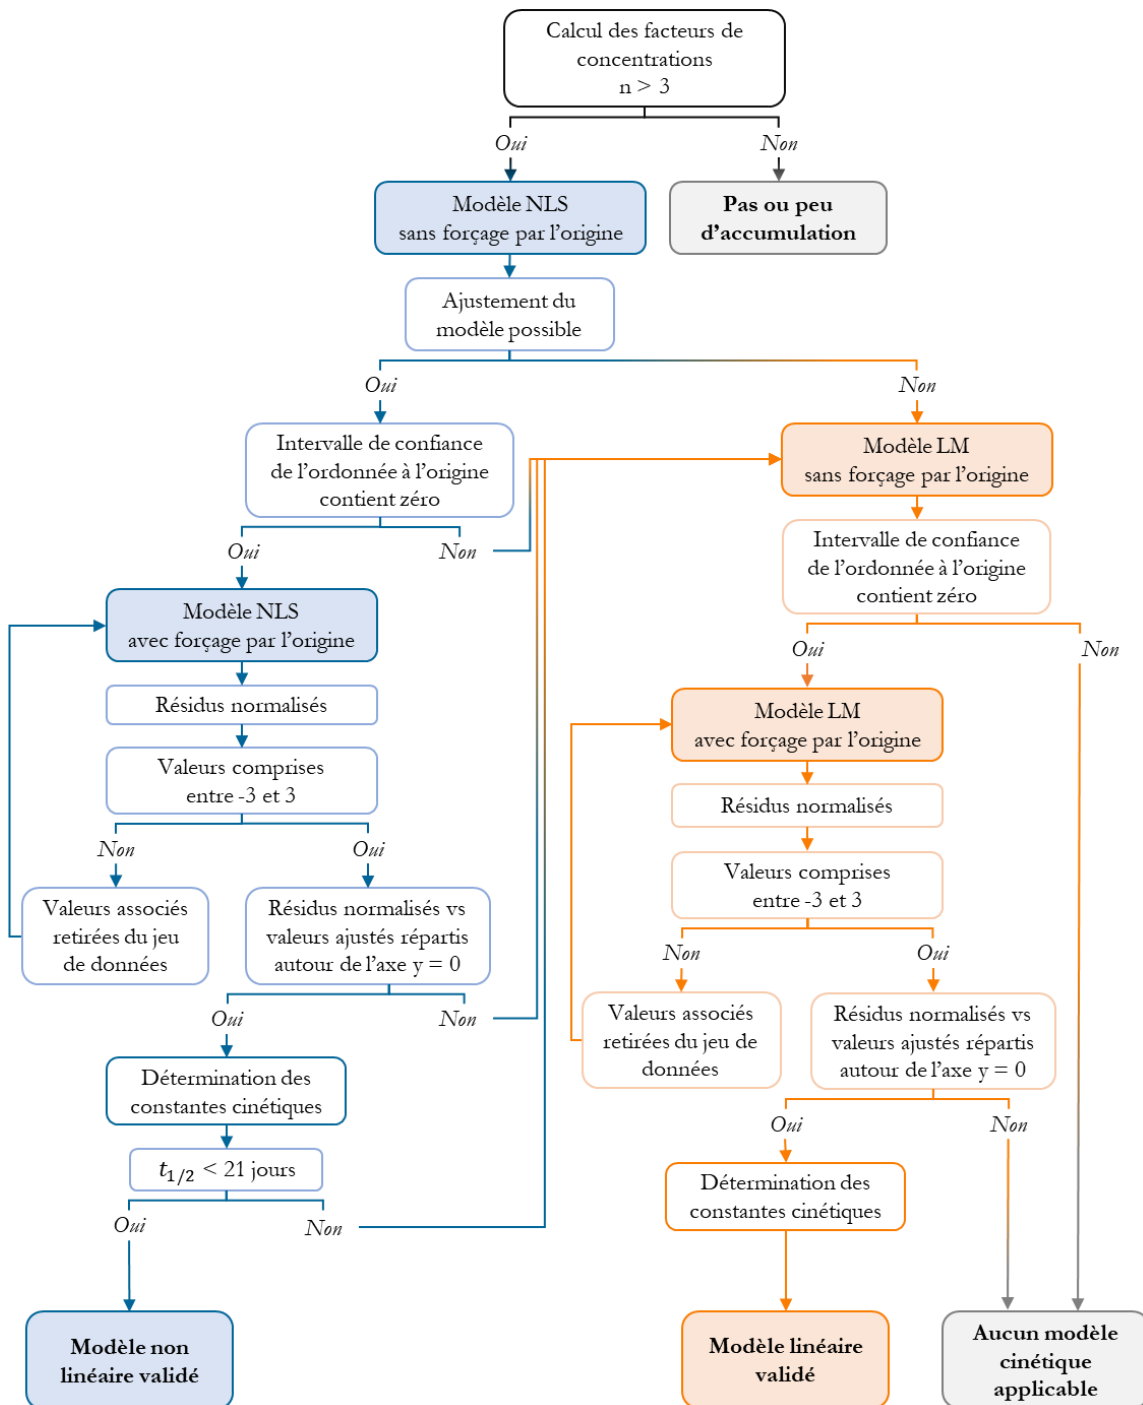 Calcul des facteurs de
concentrations
n > 3
Oui
Non
Modèle NLS
sans forçage par l'origine
Pas ou peu
d'accumulation
Ajustement du
modèle possible
Oui
Non
Intervalle de confiance
de l'ordonnée à l'origine
contient zéro
Modèle LM
sans forçage par l'origine
Oui
Non
Intervalle de confiance
de l'ordonnée à l'origine
contient zéro
Modèle NLS
avec forçage par l'origine
Oui
Non
Résidus normalisés
Modèle LM
avec forçage par l'origine
Valeurs comprises
entre -3 et 3
Résidus normalisés
Non
Oui
Valeurs comprises
entre -3 et 3
Valeurs associés
retirées du jeu
de données
Résidus normalisés vs
valeurs ajustés répartis
autour de l'axe y = 0
Non
Oui
Oui
Non
Valeurs associés
retirées du jeu de
données
Résidus normalisés vs
valeurs ajustés répartis
autour de l'axe y = 0
Détermination des
constantes cinétiques
Oui
Non
t1/2 < 21 jours
Détermination des
constantes cinétiques
Oui
Non
Modèle non
linéaire validé
Modèle linéaire
validé
Aucun modèle
cinétique
applicable